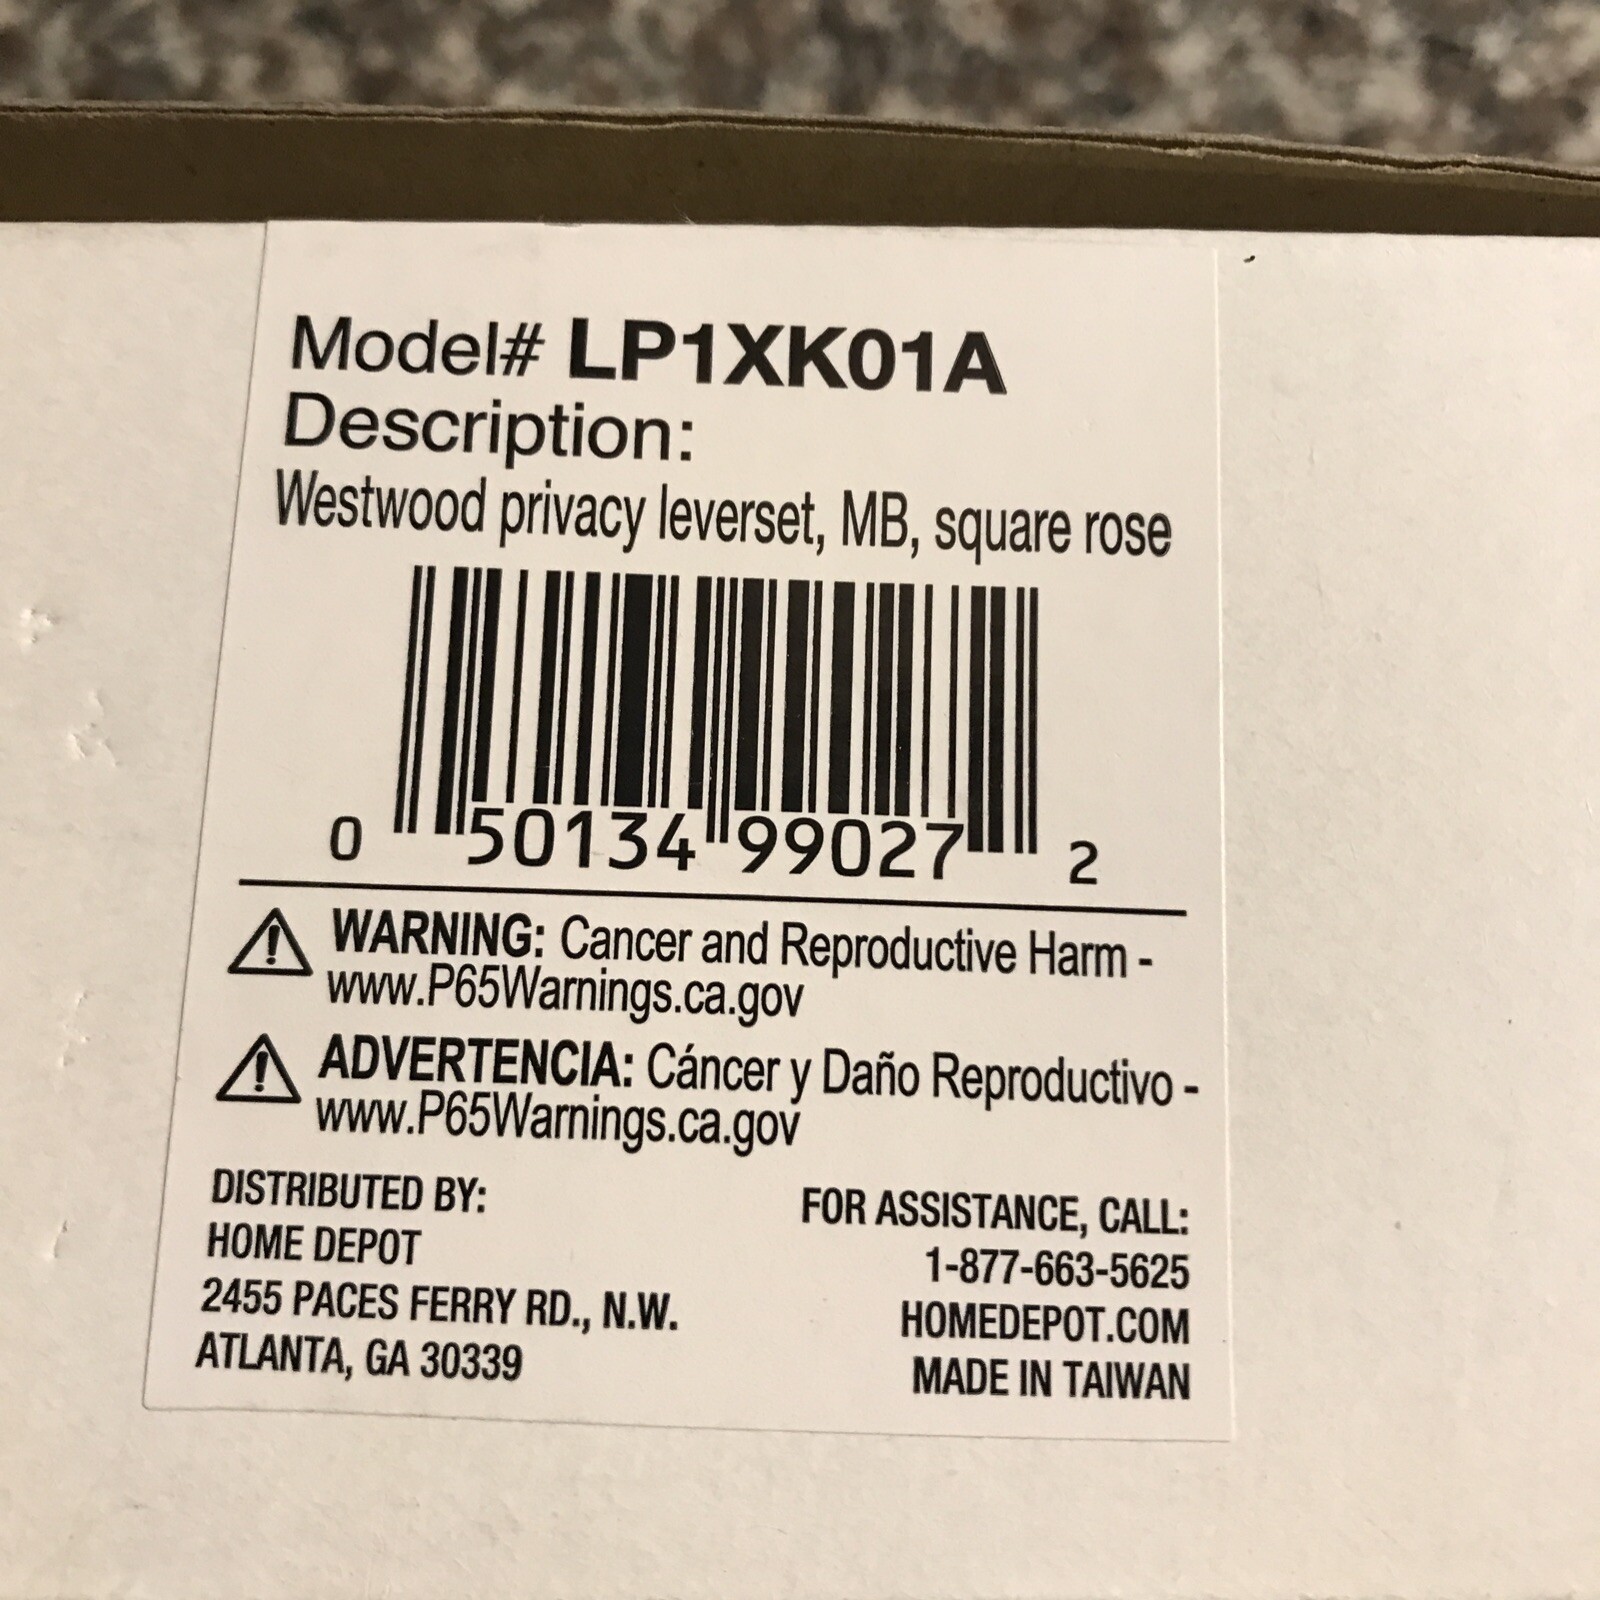 Model# LP1XK01A
Description:
Westwood privacy leverset, MB, square rose
0 50134 99027 2
WARNING: Cancer and Reproductive Harm -
www.P65Warnings.ca.gov
ADVERTENCIA: Cáncer y Daño Reproductivo -
www.P65Warnings.ca.gov
DISTRIBUTED BY:
HOME DEPOT
2455 PACES FERRY RD., N.W.
ATLANTA, GA 30339
FOR ASSISTANCE, CALL:
1-877-663-5625
HOMEDEPOT.COM
MADE IN TAIWAN